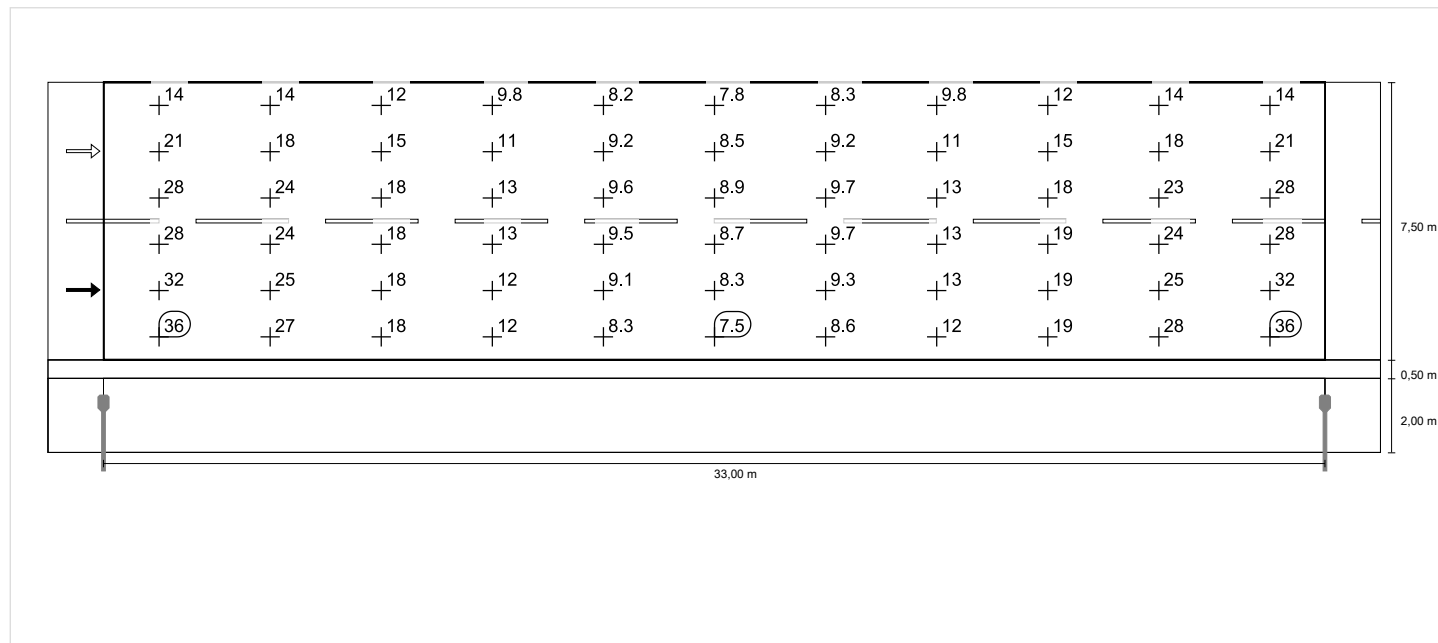 14 14 12 9.8 8.2 7.8 8.3 9.8 12 14 14
21 18 15 11 9.2 8.5 9.2 11 15 18 21
28 24 18 13 9.6 8.9 9.7 13 18 23 28
7,50 m
28 24 18 13 9.5 8.7 9.7 13 19 24 28
32 25 18 12 9.1 8.3 9.3 13 19 25 32
36 27 18 12 8.3 7.5 8.6 12 19 28 36
0,50 m
2,00 m
33,00 m